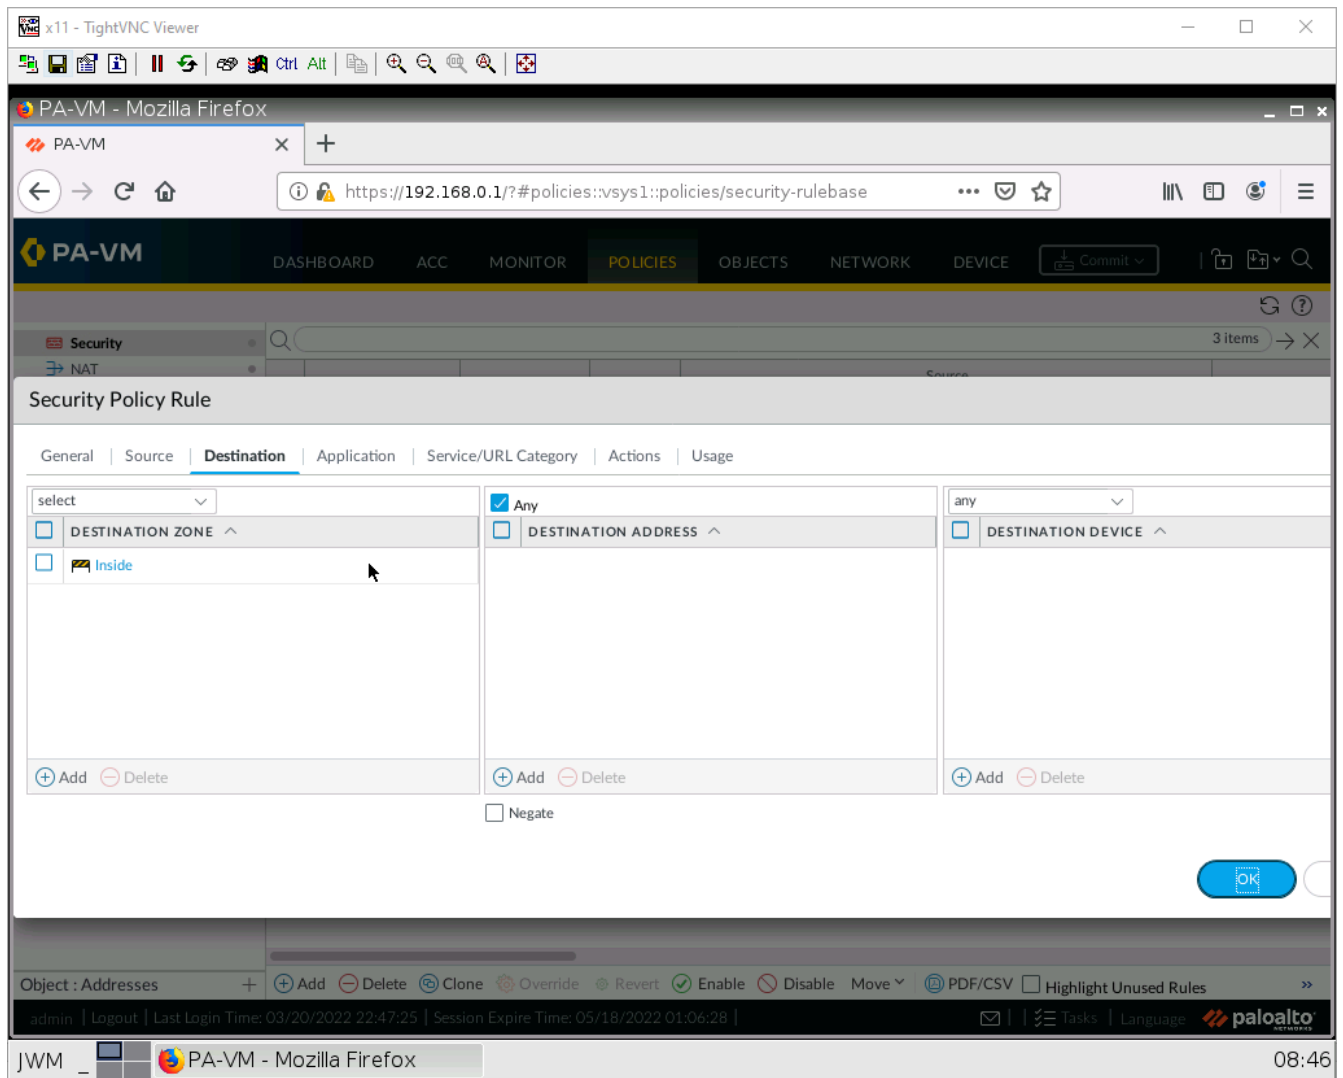 x11 - TightVNC Viewer
Ctrl Alt
PA-VM - Mozilla Firefox
PA-VM
https://192.168.0.1/?#policies::vsys1::policies/security-rulebase
PA-VM DASHBOARD ACC MONITOR POLICIES OBJECTS NETWORK DEVICE Commit
Security 3 items
NAT Source
Security Policy Rule
General Source Destination Application Service/URL Category Actions Usage
select Any any
DESTINATION ZONE DESTINATION ADDRESS DESTINATION DEVICE
Inside
Add Delete Add Delete Add Delete
Negate
OK
Object : Addresses Add Delete Clone Override Revert Enable Disable Move PDF/CSV Highlight Unused Rules
admin | Logout | Last Login Time: 03/20/2022 22:47:25 | Session Expire Time: 05/18/2022 01:06:28 | Tasks | Language paloalto NETWORKS
JWM PA-VM - Mozilla Firefox 08:46